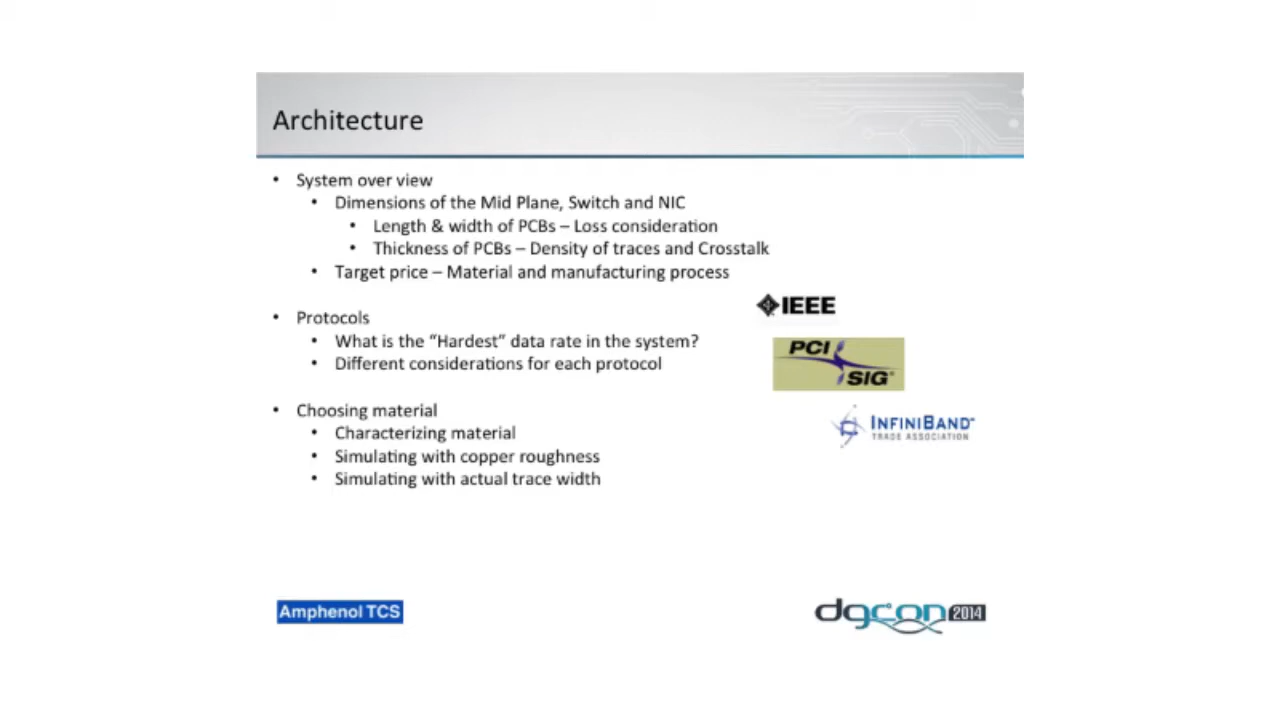 Architecture
• System over view
• Dimensions of the Mid Plane, Switch and NIC
• Length & width of PCBs – Loss consideration
• Thickness of PCBs – Density of traces and Crosstalk
• Target price – Material and manufacturing process
IEEE
• Protocols
• What is the “Hardest” data rate in the system?
• Different considerations for each protocol
PCI
SIG®
• Choosing material
• Characterizing material
• Simulating with copper roughness
• Simulating with actual trace width
INFINIBAND™
TRADE ASSOCIATION
Amphenol TCS
dgcon 2014